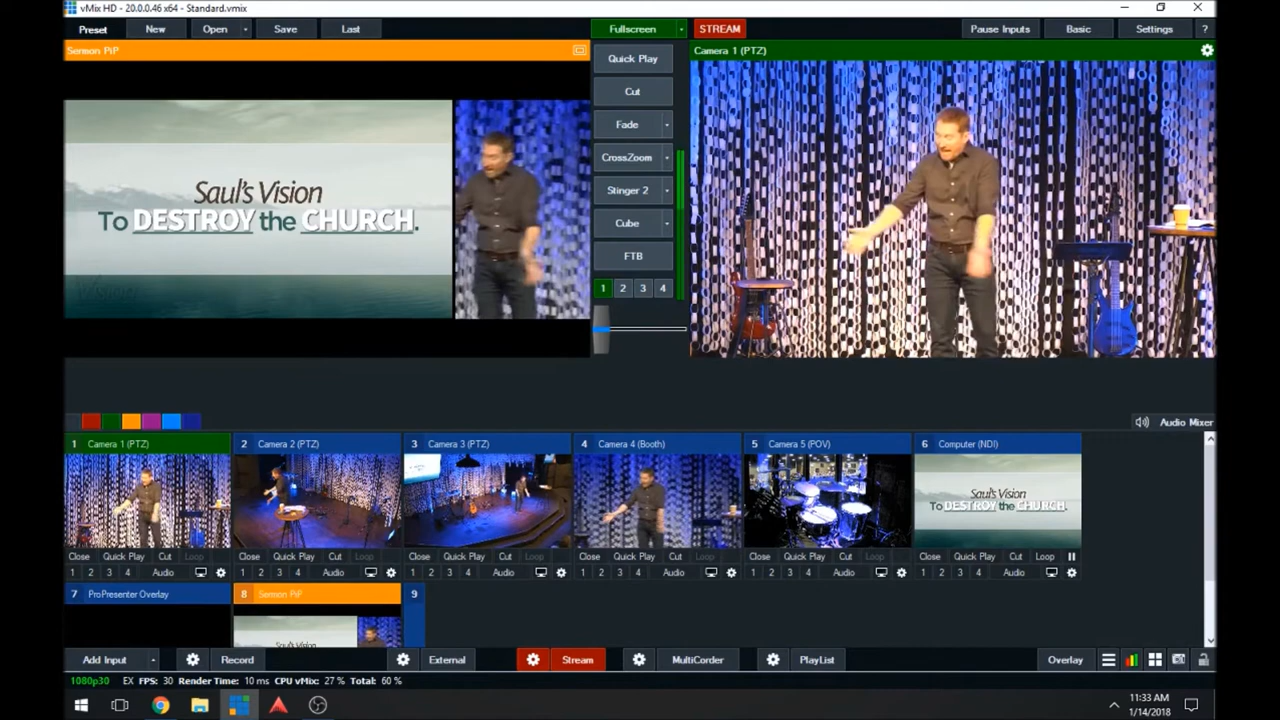 vMix HD - 20.0.0.46 x64 - Standard.vmix
Preset New Open Save Last Fullscreen STREAM Pause Inputs Basic Settings ?
Sermon PiP
Camera 1 (PTZ)
Quick Play
Cut
Fade
CrossZoom
Stinger 2
Cube
FTB
1 2 3 4
Saul's Vision
To DESTROY the CHURCH.
Audio Mixer
1 Camera 1 (PTZ)
2 Camera 2 (PTZ)
3 Camera 3 (PTZ)
4 Camera 4 (Booth)
5 Camera 5 (POV)
6 Computer (NDI)
Saul's Vision
To DESTROY the CHURCH.
Close Quick Play Cut Loop
Close Quick Play Cut Loop
Close Quick Play Cut Loop
Close Quick Play Cut Loop
Close Quick Play Cut Loop
Close Quick Play Cut Loop
1 2 3 4 Audio
1 2 3 4 Audio
1 2 3 4 Audio
1 2 3 4 Audio
1 2 3 4 Audio
1 2 3 4 Audio
7 ProPresenter Overlay
8 Sermon PiP
9
Saul's Vision
Add Input Record External Stream MultiCorder PlayList Overlay
1080p30 EX FPS: 30 Render Time: 10 ms CPU vMix: 27 % Total: 60 %
11:33 AM
1/14/2018